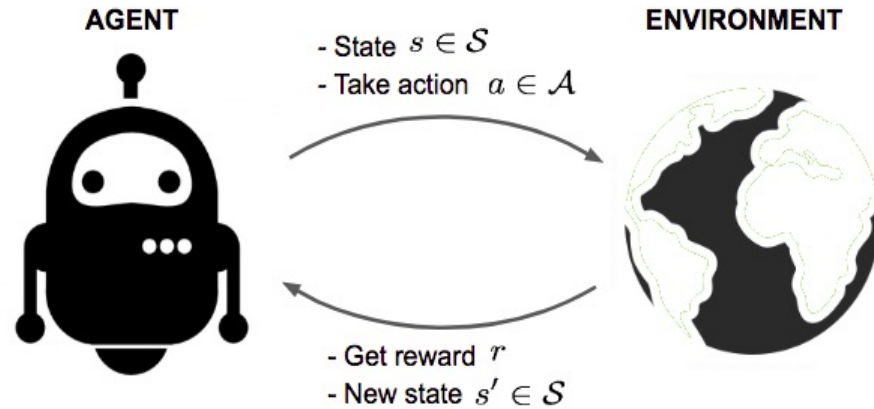 AGENT
ENVIRONMENT
- State s ∈ 𝒮
- Take action a ∈ 𝒜
- Get reward r
- New state s′ ∈ 𝒮